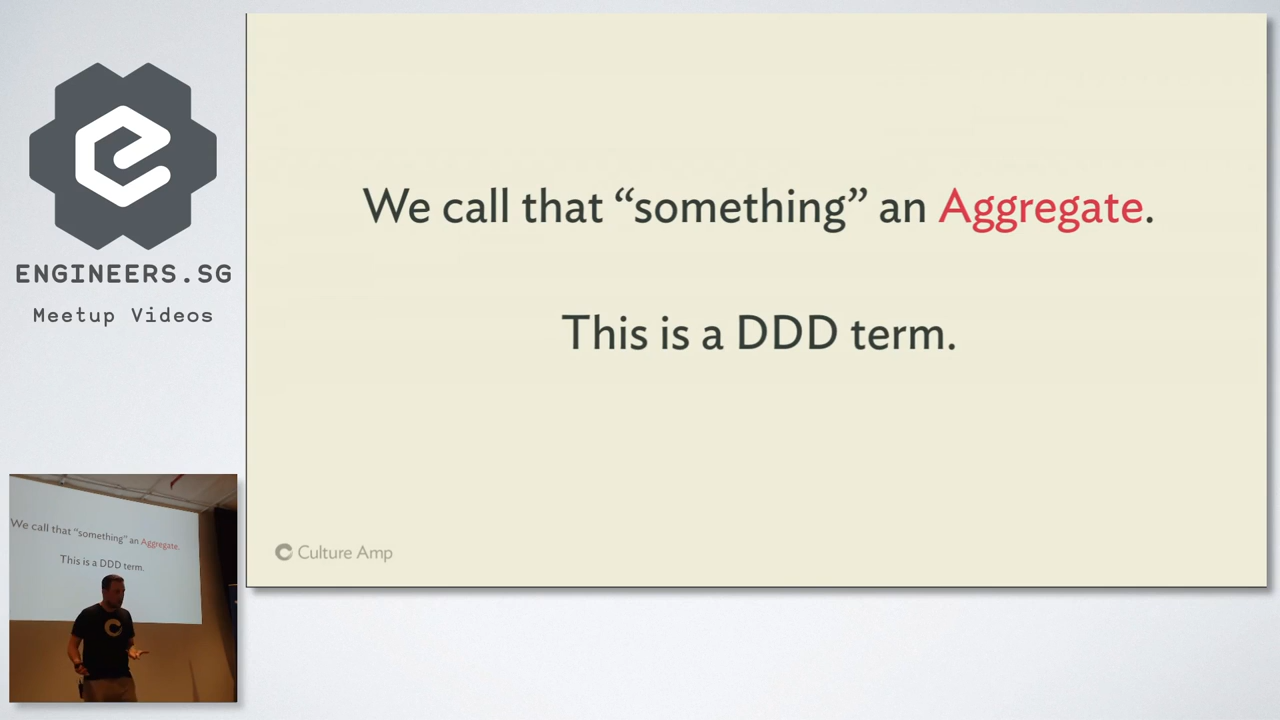 ENGINEERS.SG
Meetup Videos
We call that “something” an Aggregate.
This is a DDD term.
Culture Amp
We call that “something” an Aggregate.
This is a DDD term.